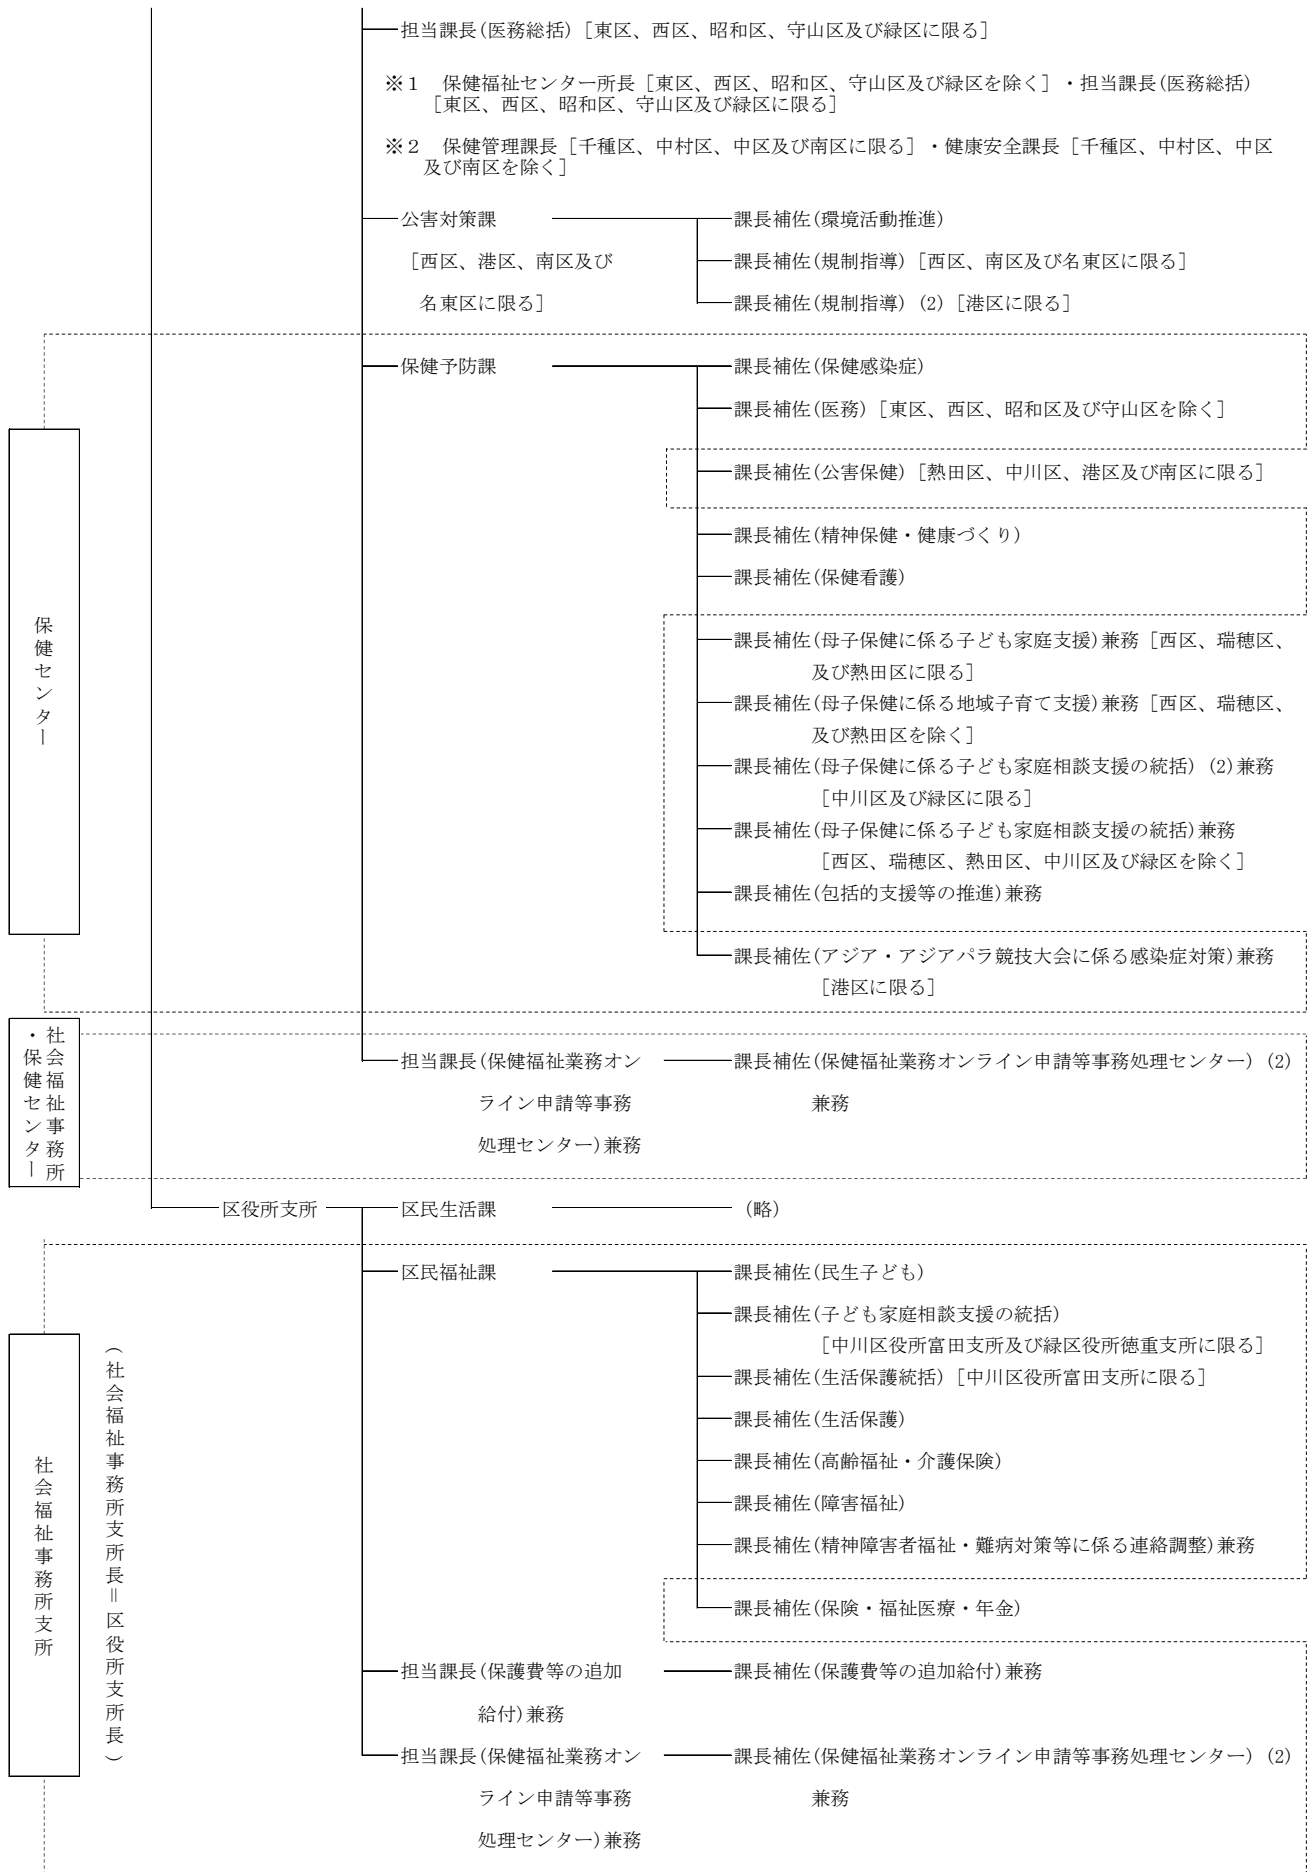 担当課長(医務総括)［東区、西区、昭和区、守山区及び緑区に限る］
※１　保健福祉センター所長［東区、西区、昭和区、守山区及び緑区を除く］・担当課長(医務総括)
［東区、西区、昭和区、守山区及び緑区に限る］
※２　保健管理課長［千種区、中村区、中区及び南区に限る］・健康安全課長［千種区、中村区、中区
及び南区を除く］
公害対策課
［西区、港区、南区及び
名東区に限る］
課長補佐(環境活動推進)
課長補佐(規制指導)［西区、南区及び名東区に限る］
課長補佐(規制指導)(2)［港区に限る］
保健センター
保健予防課
課長補佐(保健感染症)
課長補佐(医務)［東区、西区、昭和区及び守山区を除く］
課長補佐(公害保健)［熱田区、中川区、港区及び南区に限る］
課長補佐(精神保健・健康づくり)
課長補佐(保健看護)
課長補佐(母子保健に係る子ども家庭支援)兼務［西区、瑞穂区、
及び熱田区に限る］
課長補佐(母子保健に係る地域子育て支援)兼務［西区、瑞穂区、
及び熱田区を除く］
課長補佐(母子保健に係る子ども家庭相談支援の統括)(2)兼務
［中川区及び緑区に限る］
課長補佐(母子保健に係る子ども家庭相談支援の統括)兼務
［西区、瑞穂区、熱田区、中川区及び緑区を除く］
課長補佐(包括的支援等の推進)兼務
課長補佐(アジア・アジアパラ競技大会に係る感染症対策)兼務
［港区に限る］
社会福祉事務所
・保健センター
担当課長(保健福祉業務オン
ライン申請等事務
処理センター)兼務
課長補佐(保健福祉業務オンライン申請等事務処理センター)(2)
兼務
区役所支所
区民生活課
（略）
社会福祉事務所支所
（社会福祉事務所支所長＝区役所支所長）
区民福祉課
課長補佐(民生子ども)
課長補佐(子ども家庭相談支援の統括)
［中川区役所富田支所及び緑区役所徳重支所に限る］
課長補佐(生活保護統括)［中川区役所富田支所に限る］
課長補佐(生活保護)
課長補佐(高齢福祉・介護保険)
課長補佐(障害福祉)
課長補佐(精神障害者福祉・難病対策等に係る連絡調整)兼務
課長補佐(保険・福祉医療・年金)
担当課長(保護費等の追加
給付)兼務
課長補佐(保護費等の追加給付)兼務
担当課長(保健福祉業務オン
ライン申請等事務
処理センター)兼務
課長補佐(保健福祉業務オンライン申請等事務処理センター)(2)
兼務